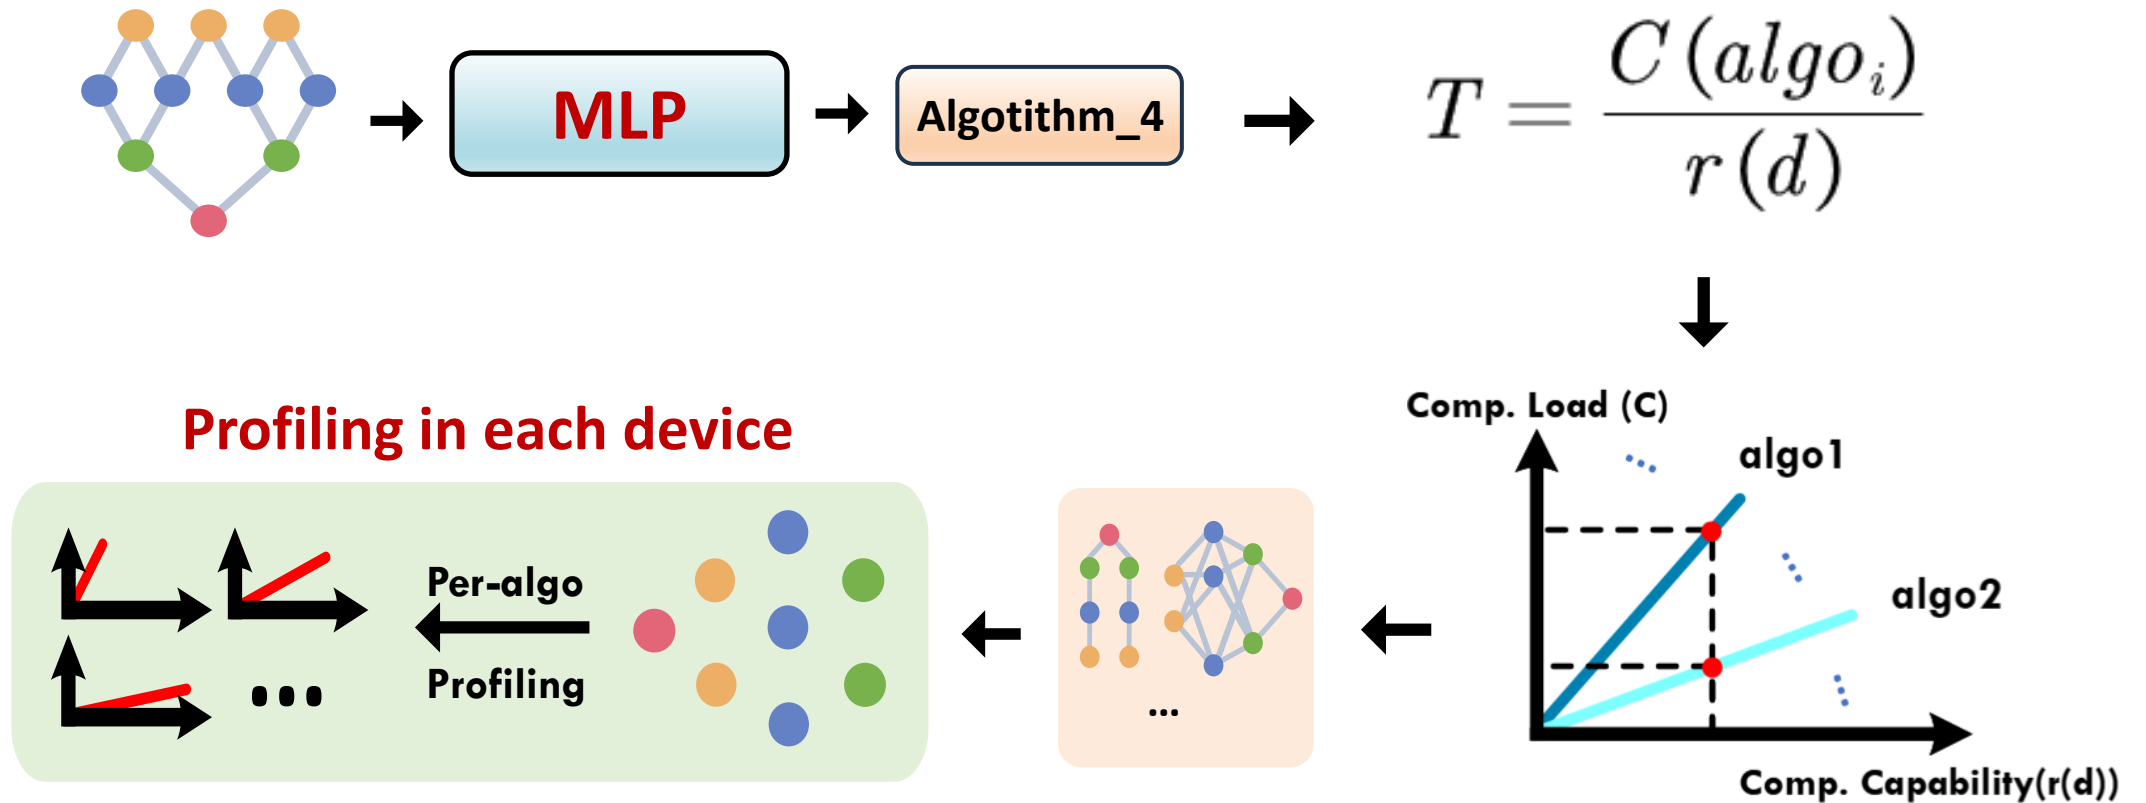 MLP
Algotithm_4
T = C (algo_i) / r (d)
Comp. Load (C)
algo1
algo2
Comp. Capability(r(d))
...
Profiling in each device
Per-algo
Profiling
...